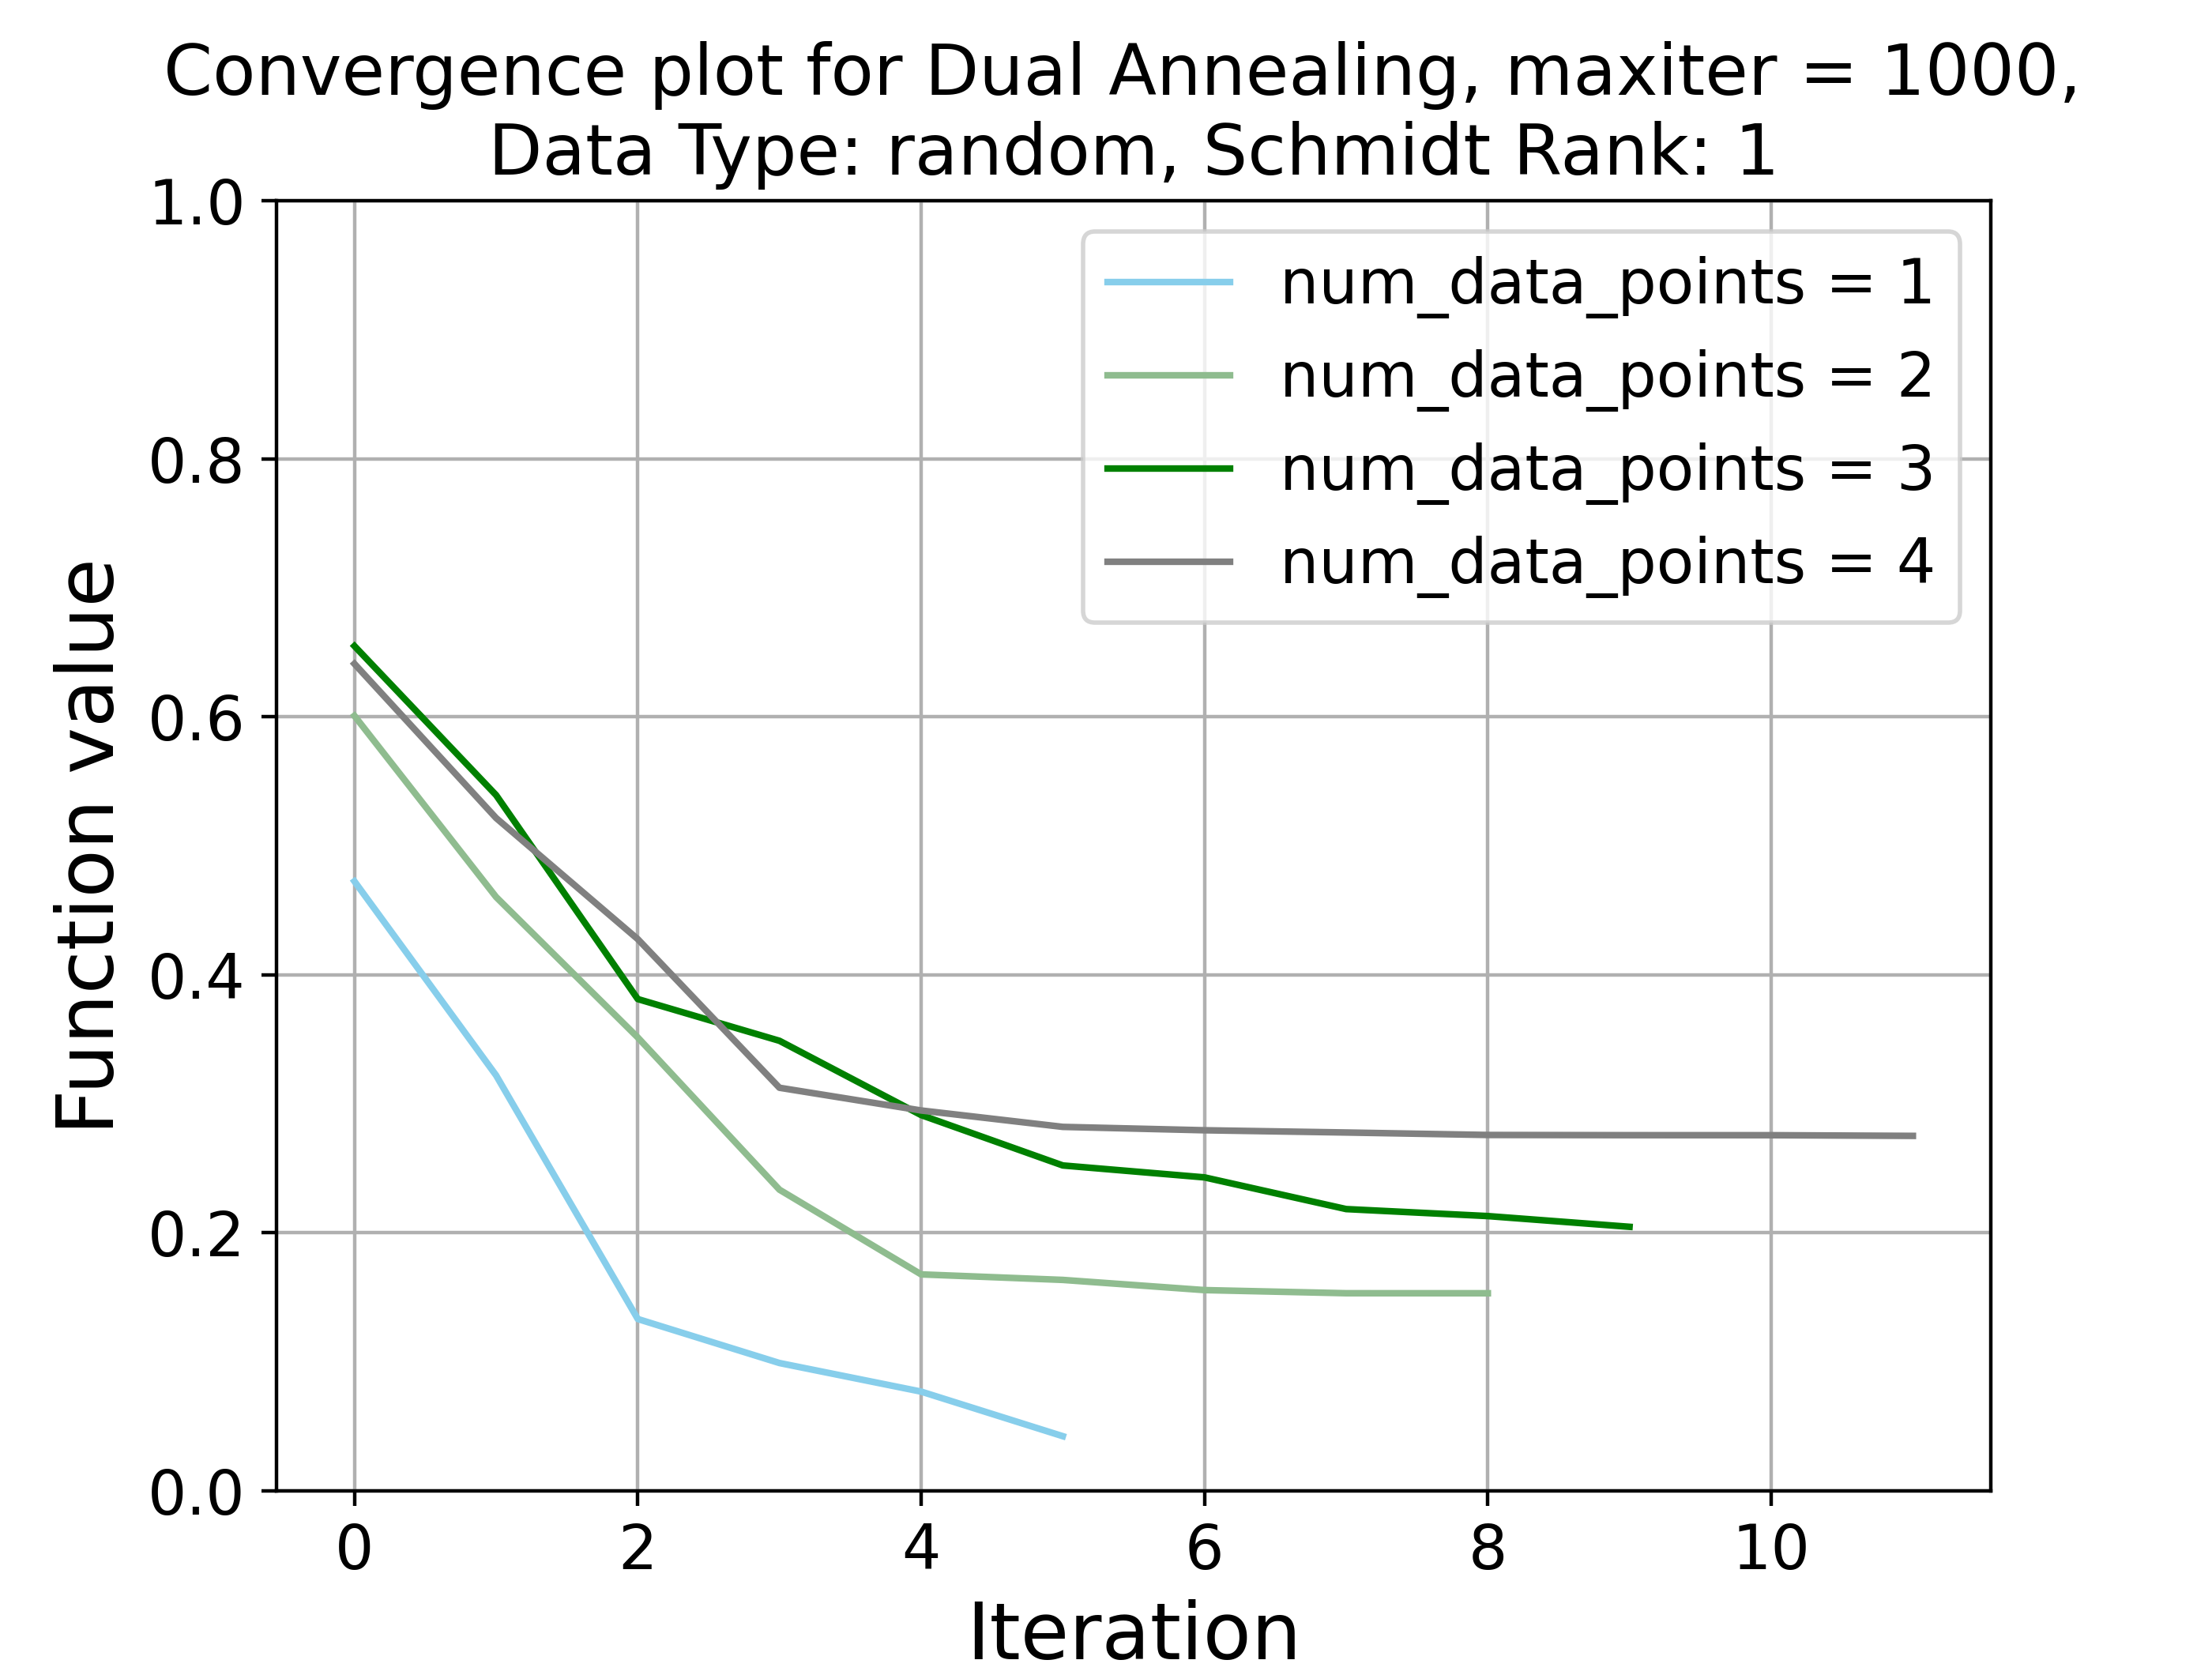 Convergence plot for Dual Annealing, maxiter = 1000,
Data Type: random, Schmidt Rank: 1
1.0
0.8
0.6
0.4
0.2
0.0
Function value
num_data_points = 1
num_data_points = 2
num_data_points = 3
num_data_points = 4
0 2 4 6 8 10
Iteration